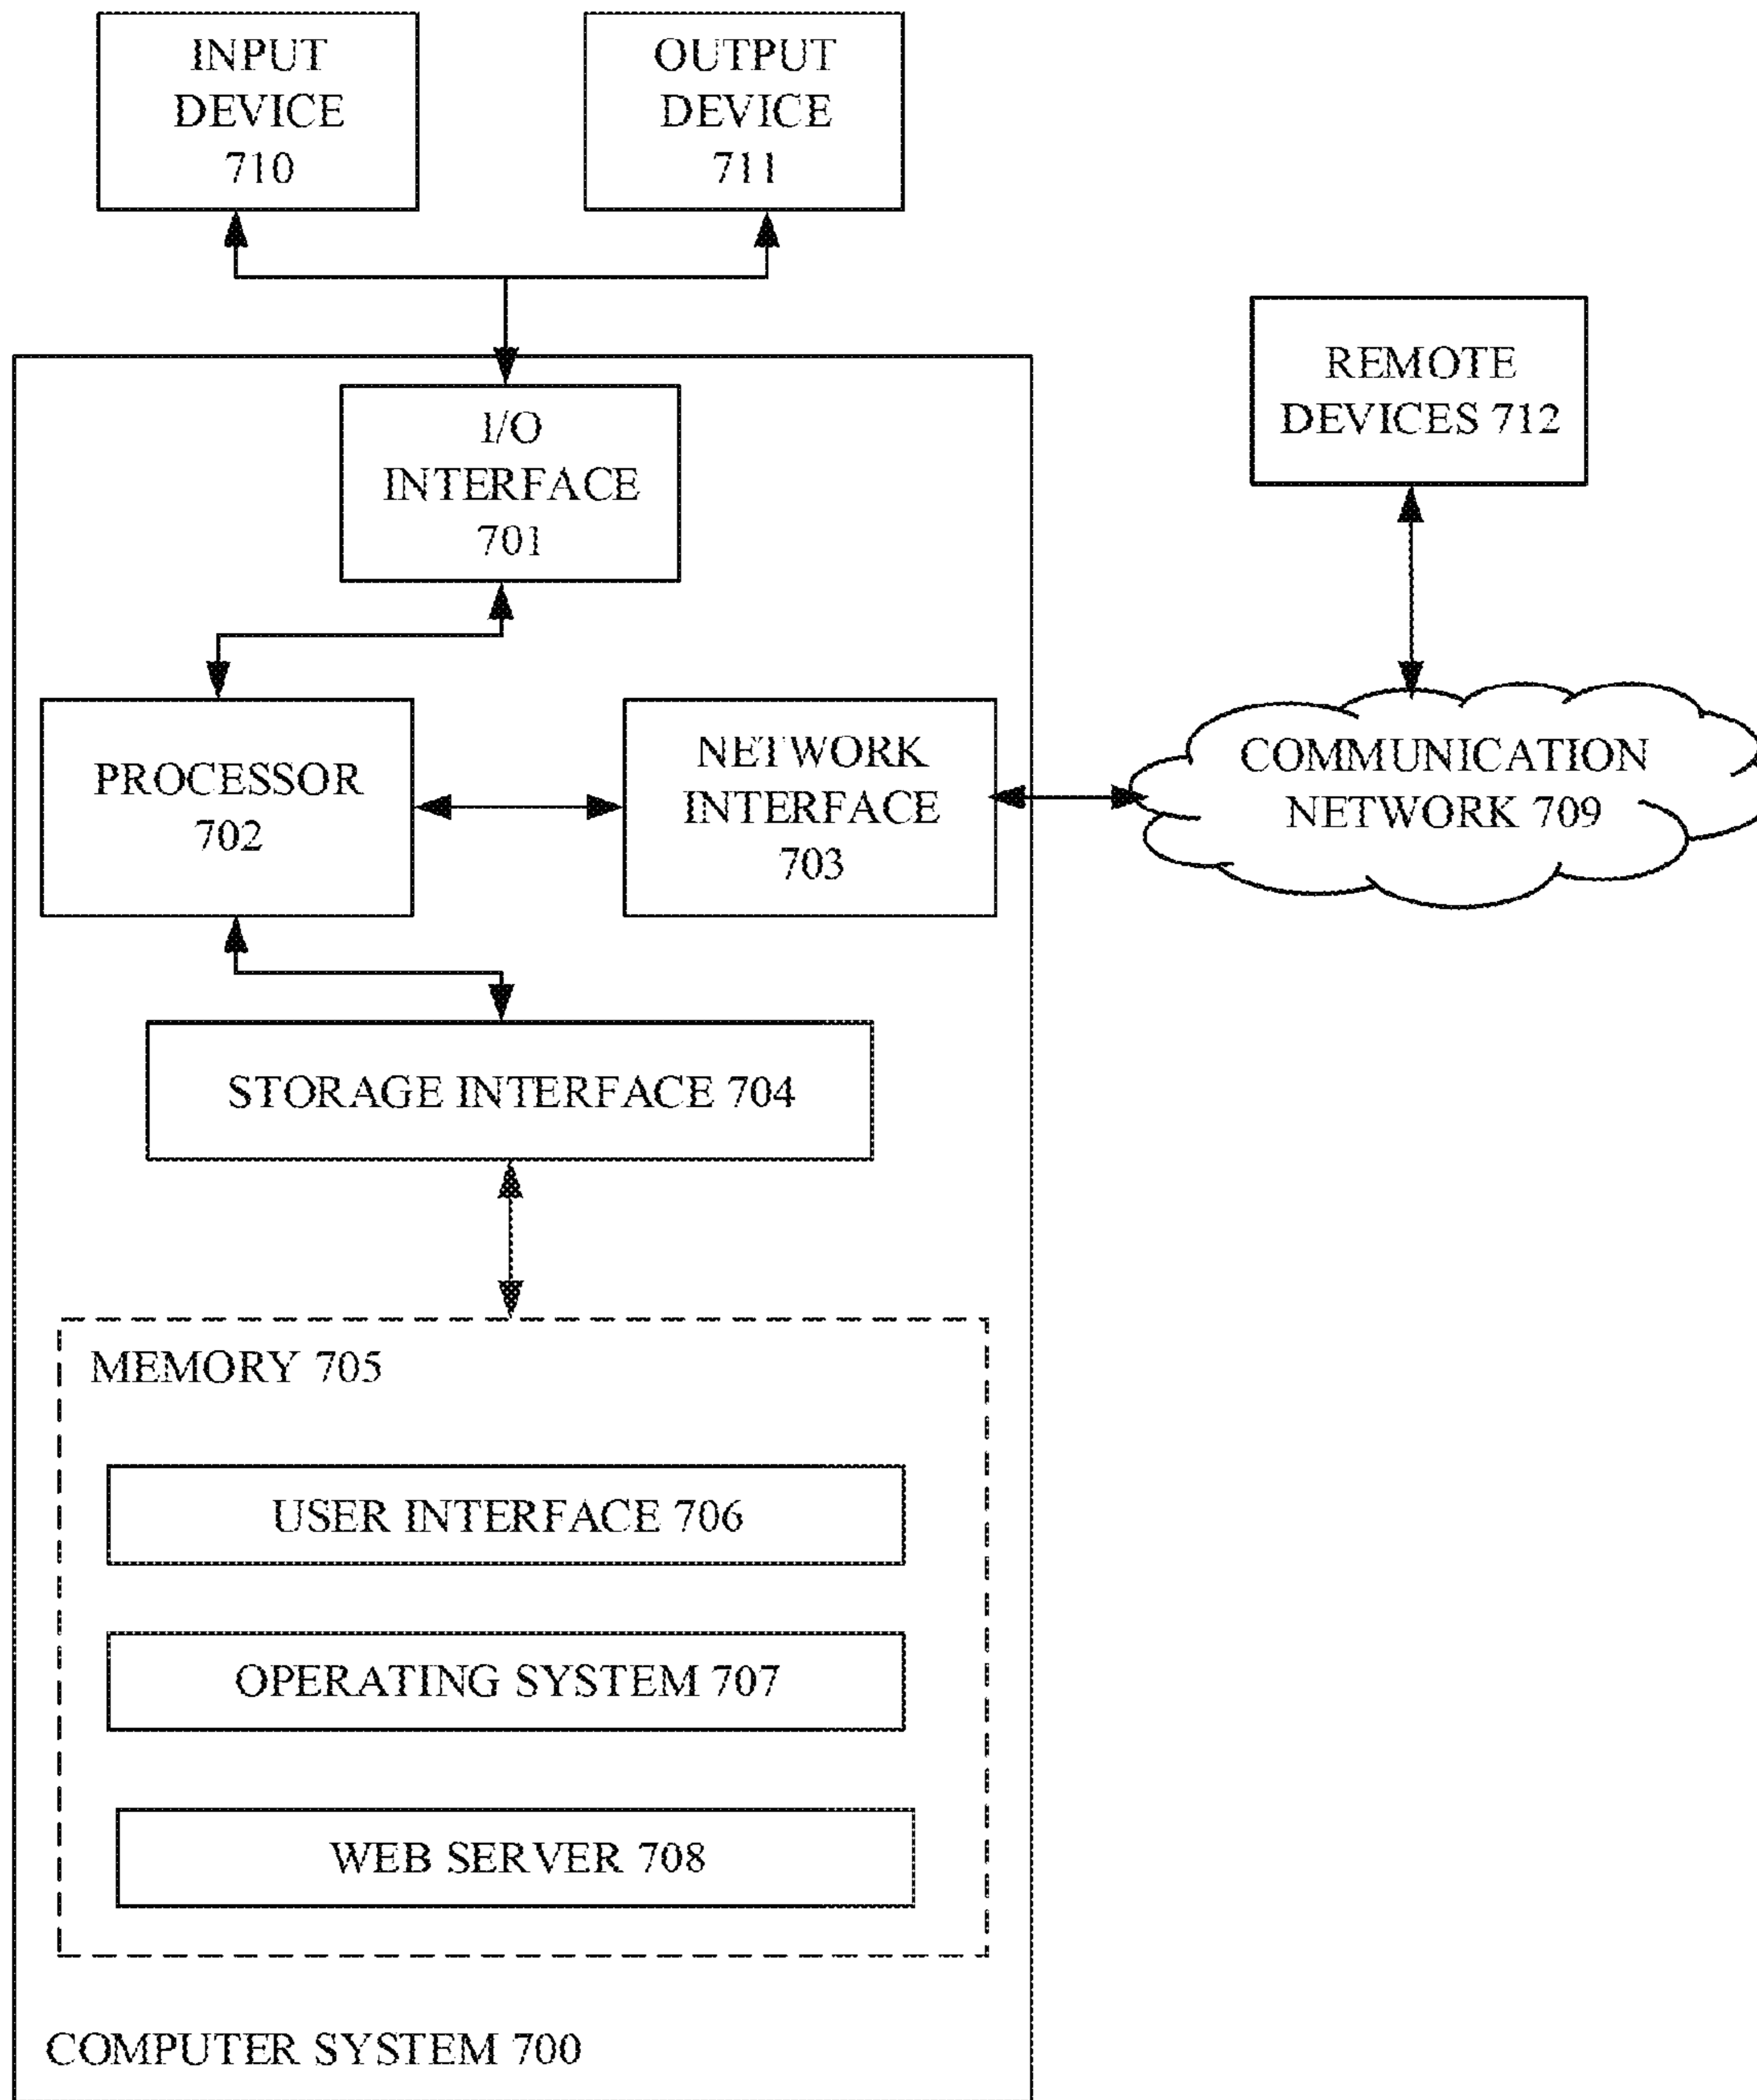 INPUT
DEVICE
710
OUTPUT
DEVICE
711
REMOTE
DEVICES 712
I/O
INTERFACE
701
PROCESSOR
702
NETWORK
INTERFACE
703
COMMUNICATION
NETWORK 709
STORAGE INTERFACE 704
MEMORY 705
USER INTERFACE 706
OPERATING SYSTEM 707
WEB SERVER 708
COMPUTER SYSTEM 700